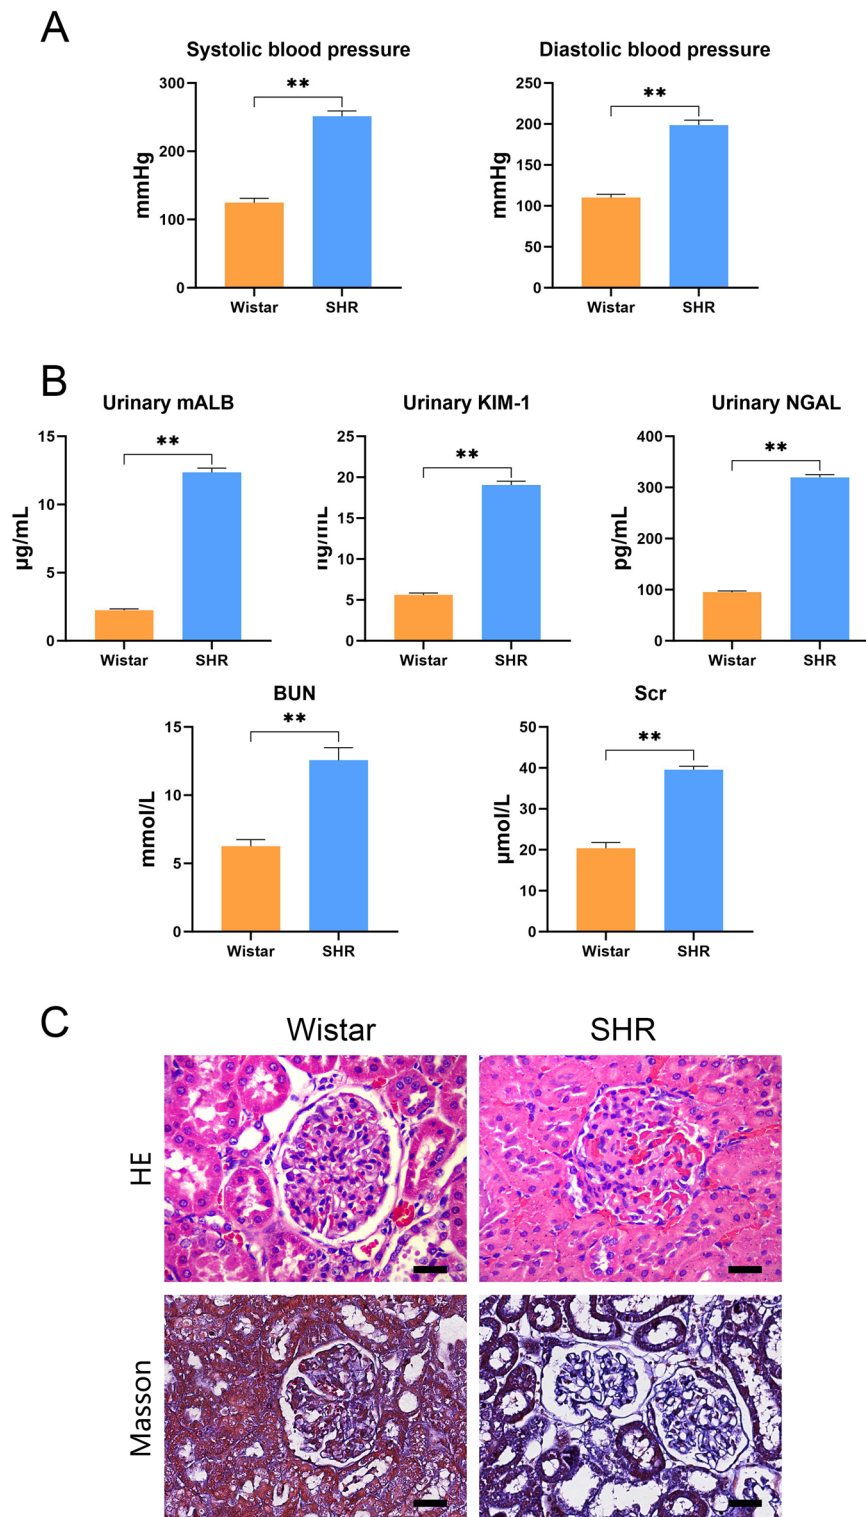 A
Systolic blood pressure
Diastolic blood pressure
mmHg
300
200
100
0
**
Wistar
SHR
mmHg
250
200
150
100
50
0
**
Wistar
SHR
B
Urinary mALB
Urinary KIM-1
Urinary NGAL
µg/mL
15
10
5
0
**
Wistar
SHR
ng/mL
25
20
15
10
5
0
**
Wistar
SHR
pg/mL
400
300
200
100
0
**
Wistar
SHR
BUN
Scr
mmol/L
15
10
5
0
**
Wistar
SHR
µmol/L
50
40
30
20
10
0
**
Wistar
SHR
C
Wistar
SHR
HE
Masson